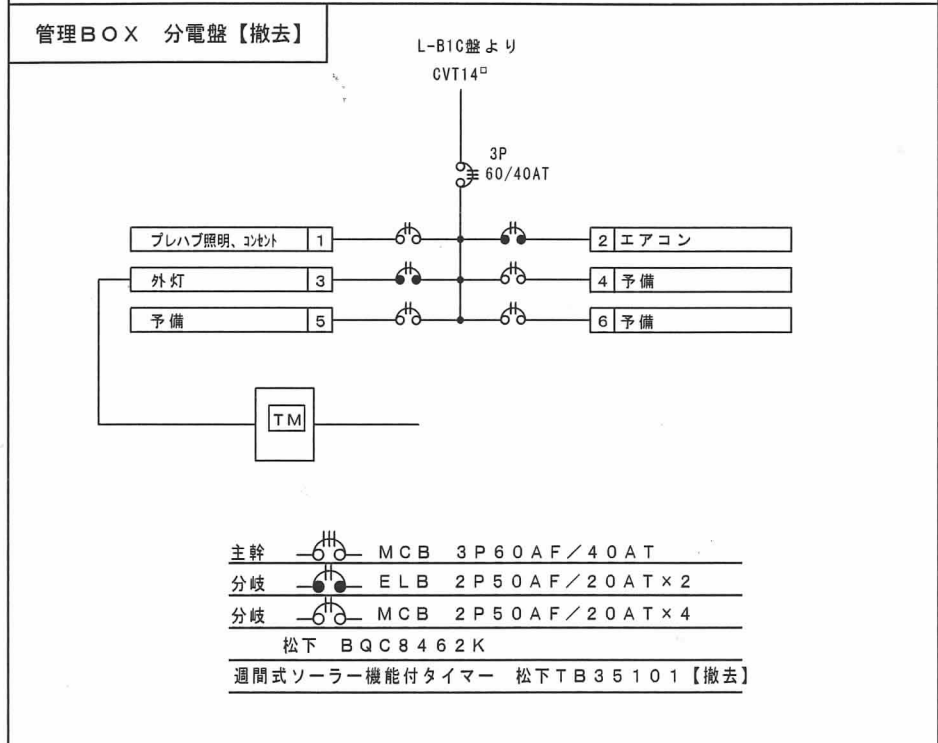 管理BOX 分電盤【撤去】
L-B1C盤より
CVT14□
3P
60/40AT
プレハブ照明、コンセント 1
2 エアコン
外灯 3
4 予備
予備 5
6 予備
TM
主幹 MCB 3P60AF/40AT
分岐 ELB 2P50AF/20AT×2
分岐 MCB 2P50AF/20AT×4
松下 BQC8462K
週間式ソーラー機能付タイマー 松下TB35101【撤去】